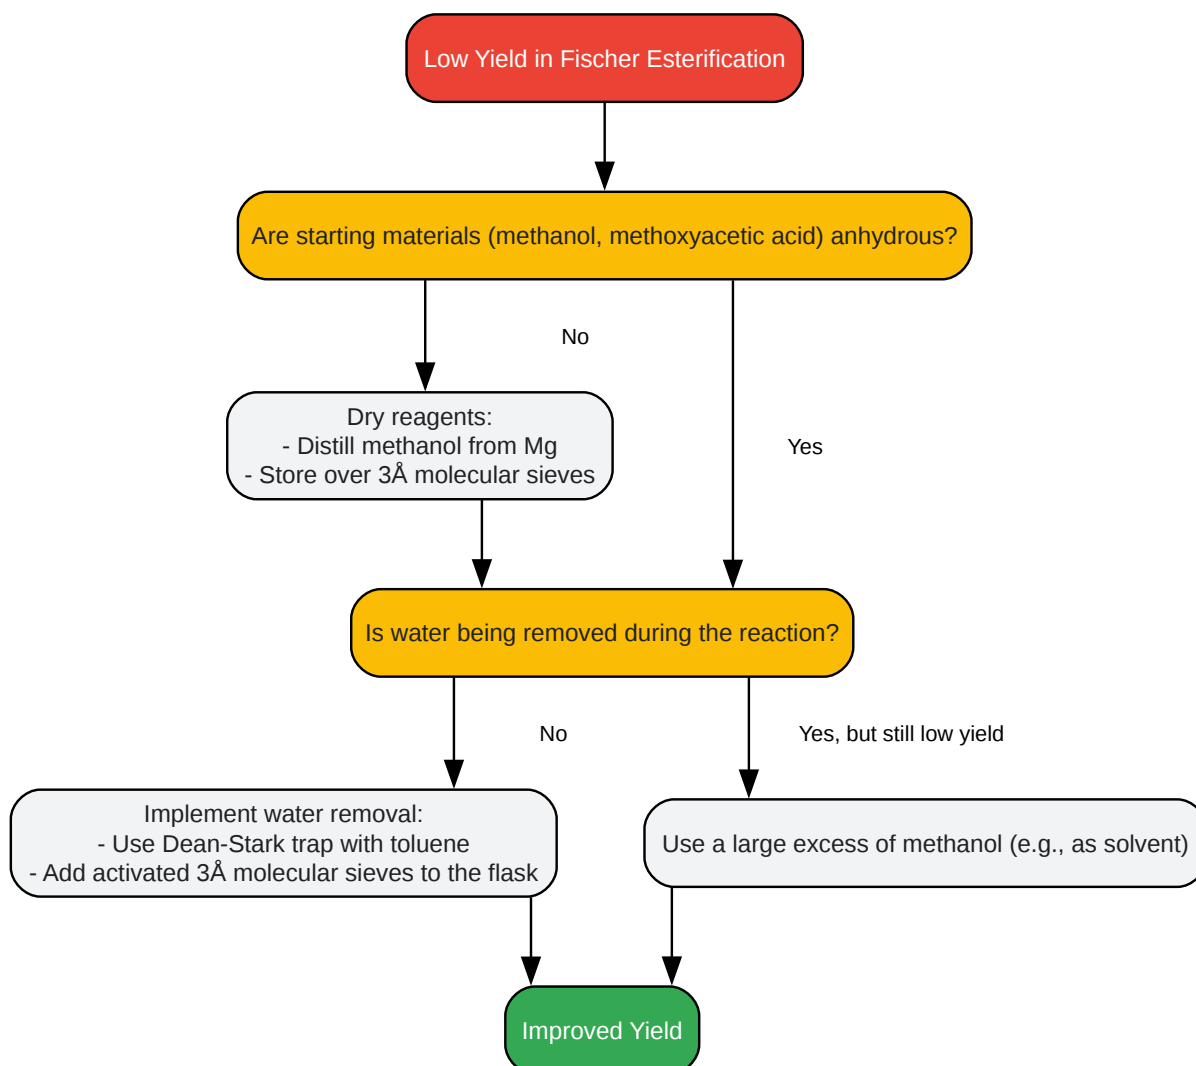 Low Yield in Fischer Esterification
Are starting materials (methanol, methoxyacetic acid) anhydrous?
No
Dry reagents:
- Distill methanol from Mg
- Store over 3Å molecular sieves
Yes
Is water being removed during the reaction?
No
Yes, but still low yield
Implement water removal:
- Use Dean-Stark trap with toluene
- Add activated 3Å molecular sieves to the flask
Use a large excess of methanol (e.g., as solvent)
Improved Yield